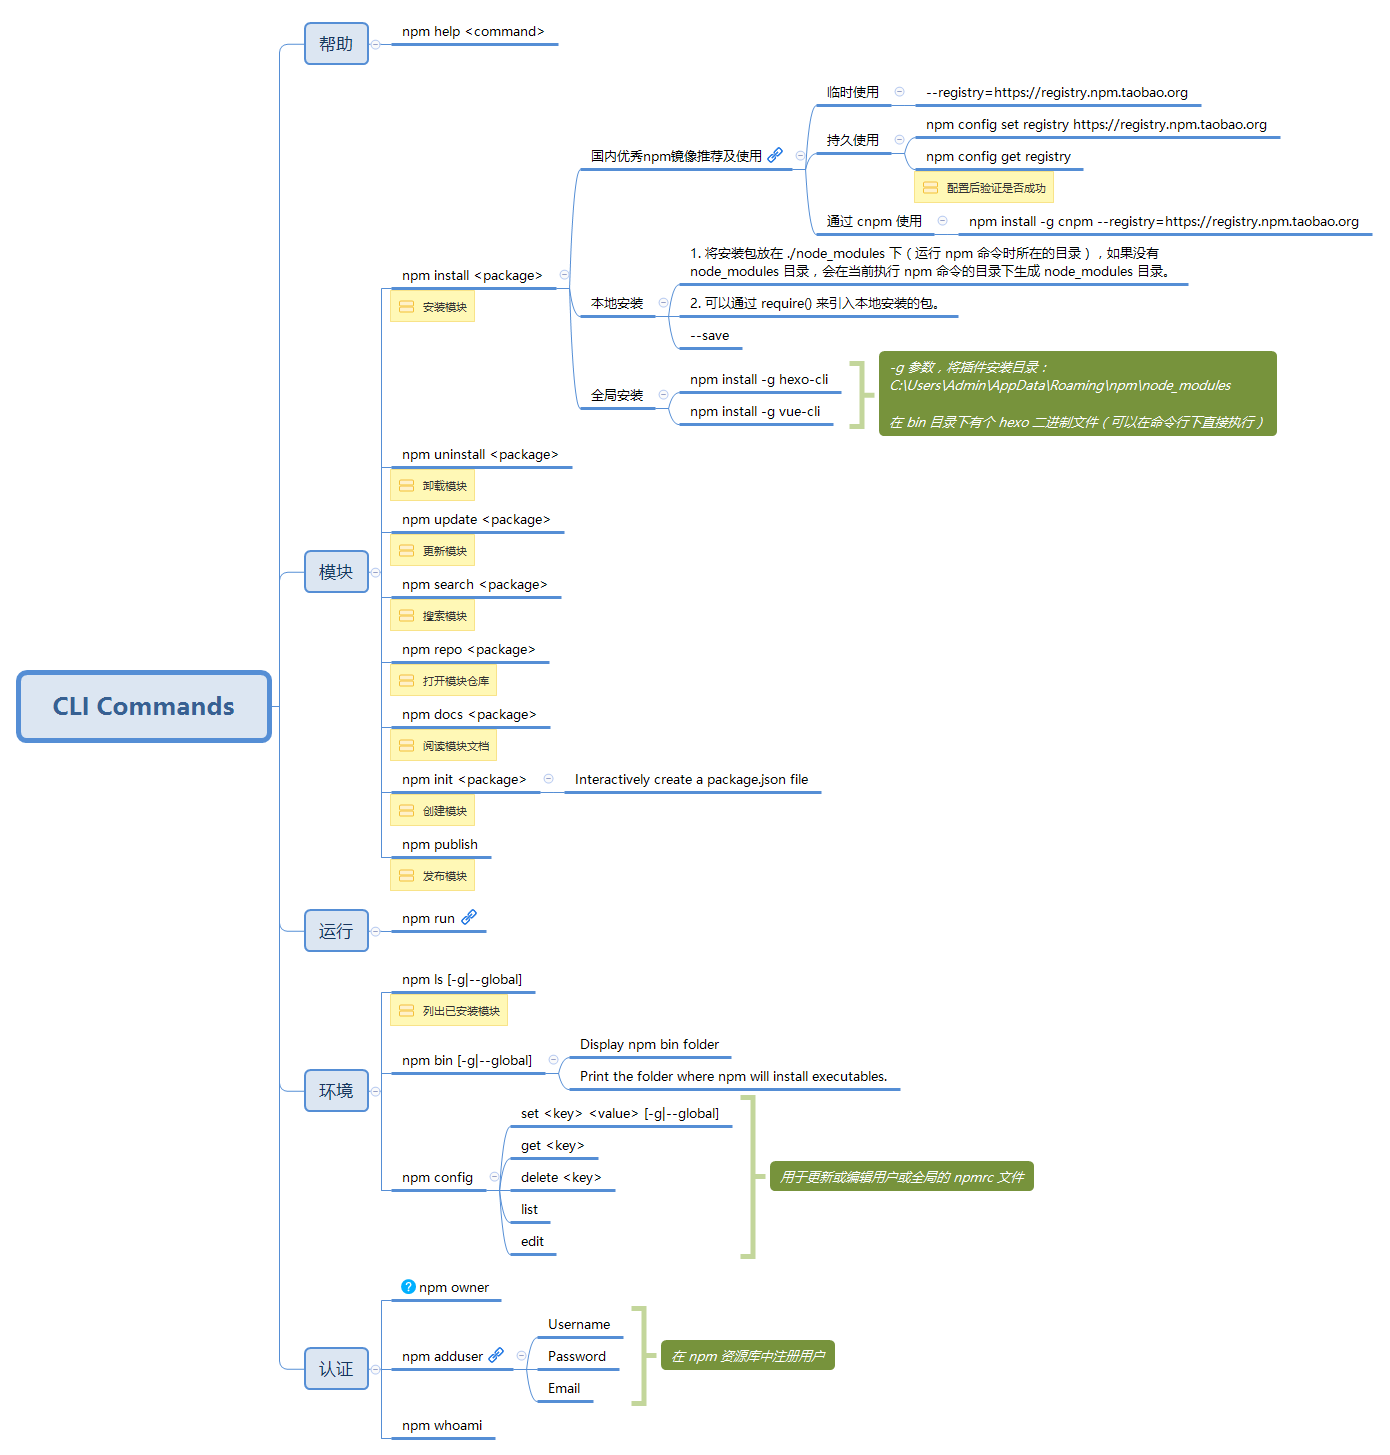 CLI Commands
帮助
npm help <command>
模块
npm install <package>
安装模块
国内优秀npm镜像推荐及使用
临时使用
--registry=https://registry.npm.taobao.org
持久使用
npm config set registry https://registry.npm.taobao.org
npm config get registry
配置后验证是否成功
通过 cnpm 使用
npm install -g cnpm --registry=https://registry.npm.taobao.org
本地安装
1. 将安装包放在 ./node_modules 下（运行 npm 命令时所在的目录），如果没有
node_modules 目录，会在当前执行 npm 命令的目录下生成 node_modules 目录。
2. 可以通过 require() 来引入本地安装的包。
--save
全局安装
npm install -g hexo-cli
npm install -g vue-cli
-g 参数，将插件安装目录：
C:\Users\Admin\AppData\Roaming\npm\node_modules
在 bin 目录下有个 hexo 二进制文件（可以在命令行下直接执行）
npm uninstall <package>
卸载模块
npm update <package>
更新模块
npm search <package>
搜索模块
npm repo <package>
打开模块仓库
npm docs <package>
阅读模块文档
npm init <package>
Interactively create a package.json file
创建模块
npm publish
发布模块
运行
npm run
环境
npm ls [-g|--global]
列出已安装模块
npm bin [-g|--global]
Display npm bin folder
Print the folder where npm will install executables.
npm config
set <key> <value> [-g|--global]
get <key>
delete <key>
list
edit
用于更新或编辑用户或全局的 npmrc 文件
认证
? npm owner
npm adduser
Username
Password
Email
在 npm 资源库中注册用户
npm whoami